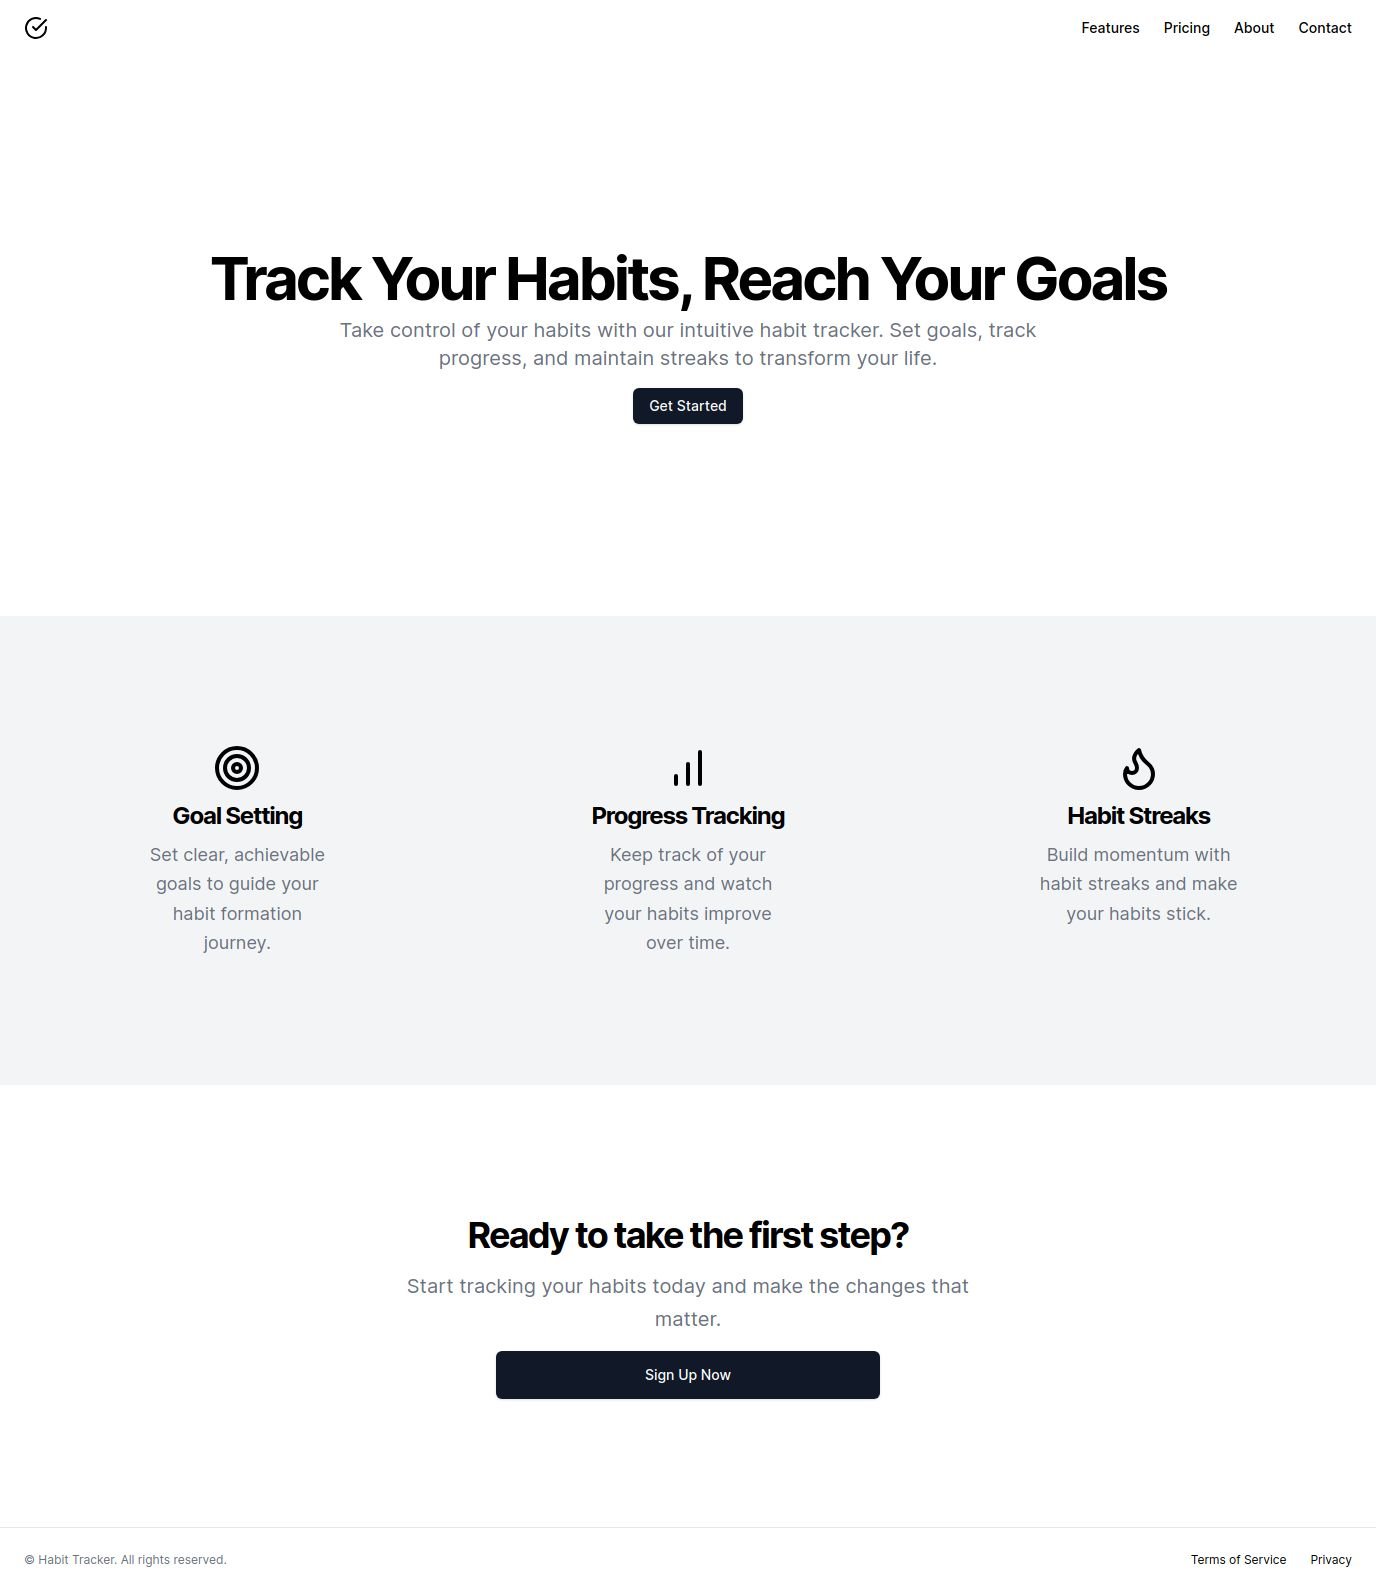 Features Pricing About Contact
Track Your Habits, Reach Your Goals
Take control of your habits with our intuitive habit tracker. Set goals, track
progress, and maintain streaks to transform your life.
Get Started
Goal Setting
Set clear, achievable
goals to guide your
habit formation
journey.
Progress Tracking
Keep track of your
progress and watch
your habits improve
over time.
Habit Streaks
Build momentum with
habit streaks and make
your habits stick.
Ready to take the first step?
Start tracking your habits today and make the changes that
matter.
Sign Up Now
© Habit Tracker. All rights reserved.
Terms of Service Privacy